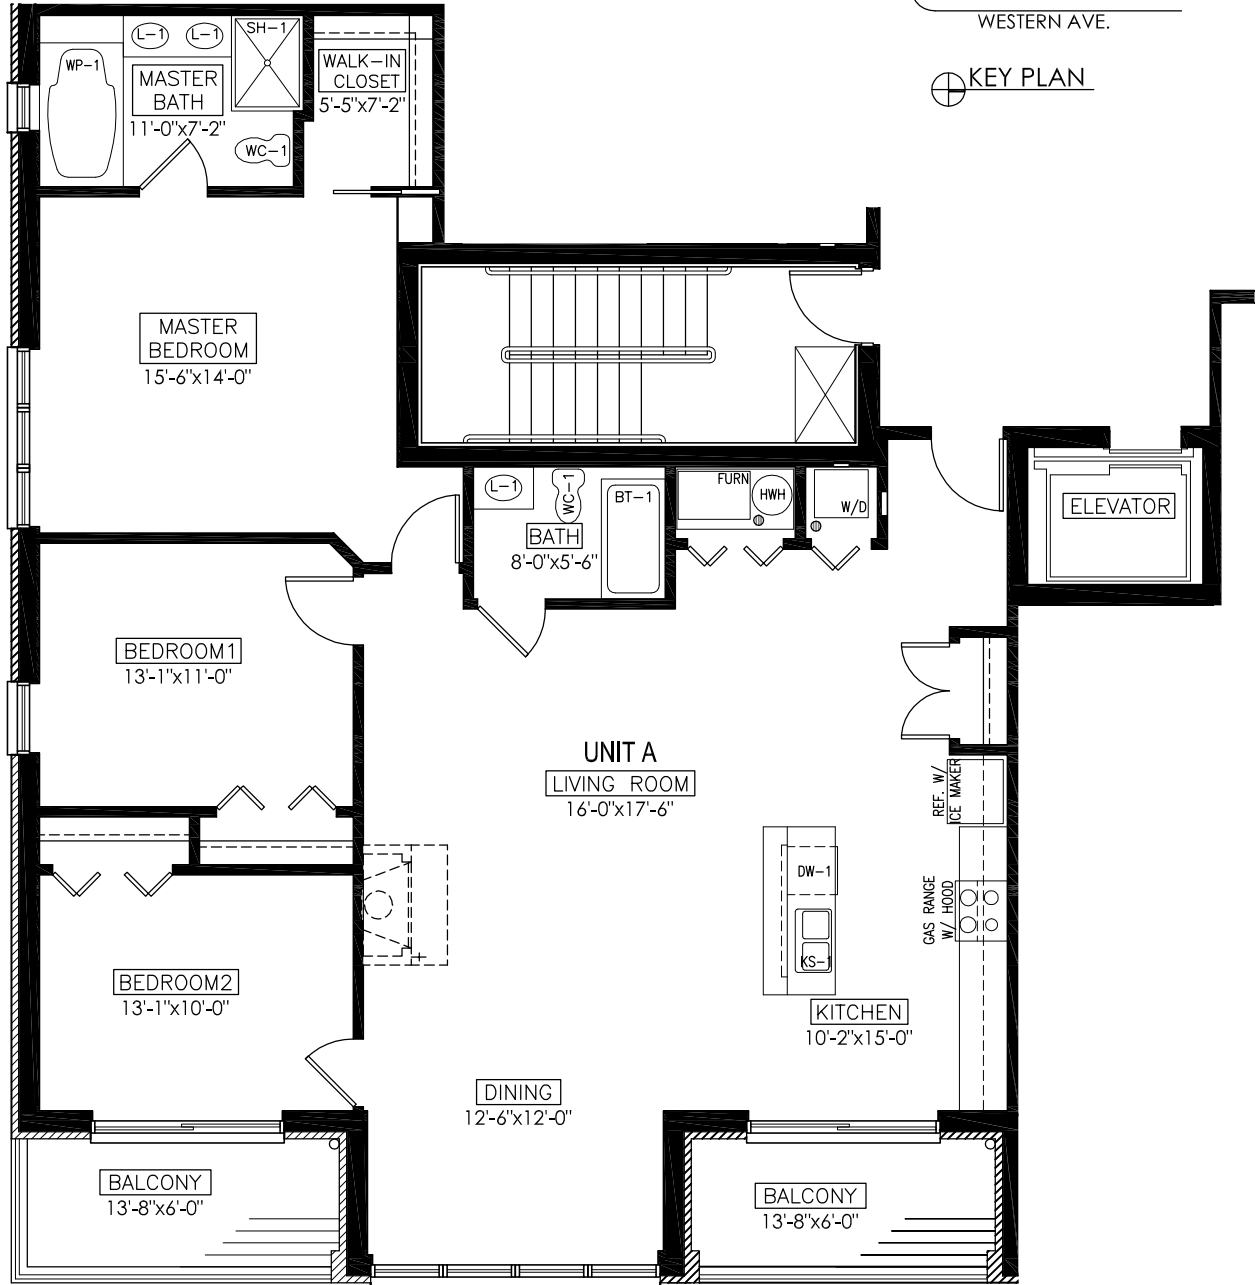 WESTERN AVE.
KEY PLAN
L-1
L-1
SH-1
WP-1
MASTER
BATH
11'-0"x7'-2"
WC-1
WALK-IN
CLOSET
5'-5"x7'-2"
MASTER
BEDROOM
15'-6"x14'-0"
L-1
WC-1
BT-1
BATH
8'-0"x5'-6"
FURN
HWH
W/D
ELEVATOR
BEDROOM1
13'-1"x11'-0"
UNIT A
LIVING ROOM
16'-0"x17'-6"
REF. W/
ICE MAKER
DW-1
GAS RANGE
W/ HOOD
KS-1
BEDROOM2
13'-1"x10'-0"
KITCHEN
10'-2"x15'-0"
DINING
12'-6"x12'-0"
BALCONY
13'-8"x6'-0"
BALCONY
13'-8"x6'-0"